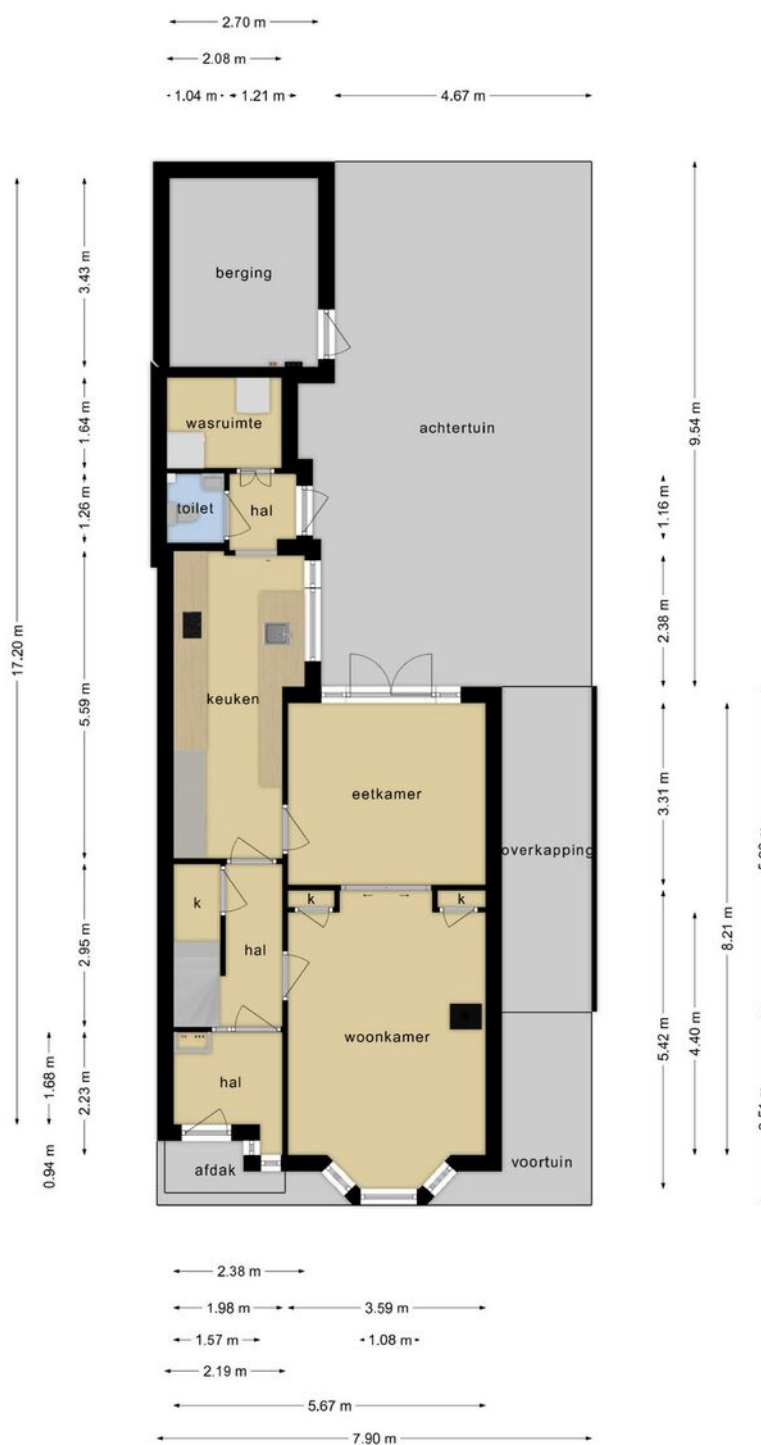 2.70 m
2.08 m
1.04 m 1.21 m 4.67 m
3.43 m
berging
1.64 m
wasruimte
achtertuin
9.54 m
1.26 m
toilet
hal
1.16 m
17.20 m
5.59 m
keuken
2.38 m
eetkamer
3.31 m
overkapping
8.21 m
k
k
k
2.95 m
hal
5.42 m
4.40 m
woonkamer
1.68 m
2.23 m
hal
0.94 m
afdak
voortuin
2.38 m
1.98 m 3.59 m
1.57 m 1.08 m
2.19 m
5.67 m
7.90 m